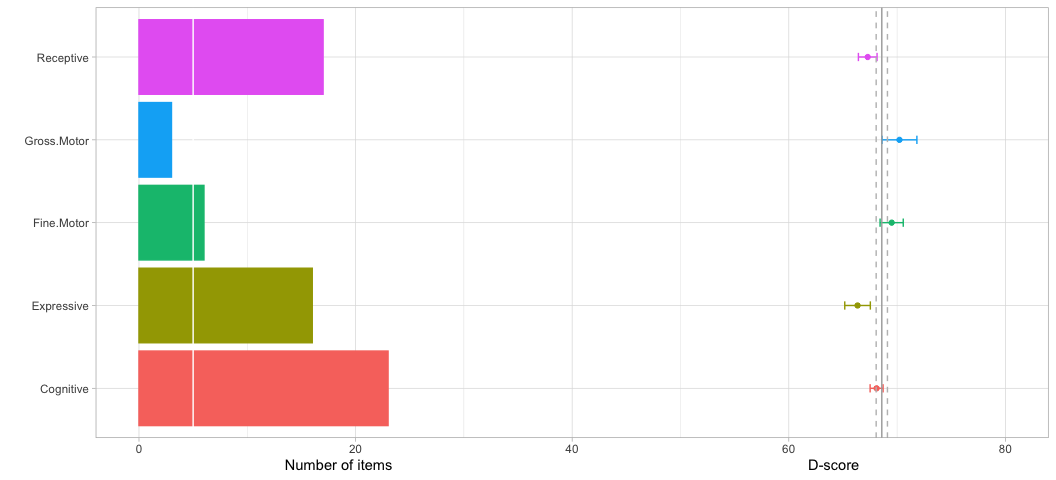 Receptive
Gross.Motor
Fine.Motor
Expressive
Cognitive
0 20 40 60 80
Number of items D-score